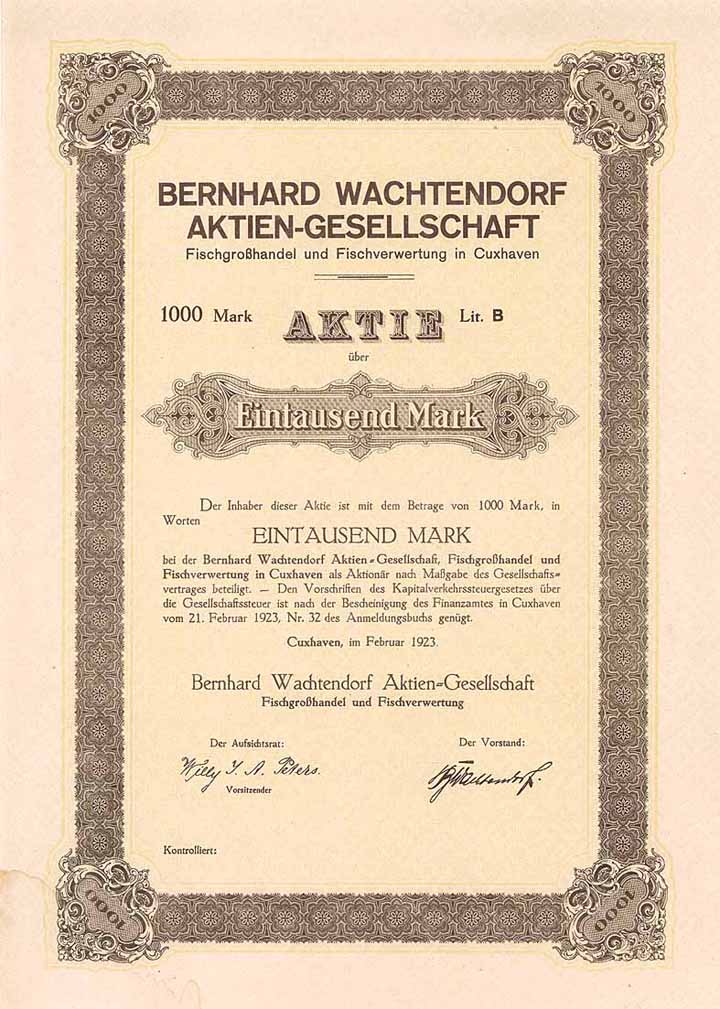 1000
1000
BERNHARD WACHTENDORF
AKTIEN-GESELLSCHAFT
Fischgroßhandel und Fischverwertung in Cuxhaven
1000 Mark AKTIE Lit. B
über
Eintausend Mark
Der Inhaber dieser Aktie ist mit dem Betrage von 1000 Mark, in
Worten
EINTAUSEND MARK
bei der Bernhard Wachtendorf Aktien-Gesellschaft, Fischgroßhandel und
Fischverwertung in Cuxhaven als Aktionär nach Maßgabe des Gesellschafts-
vertrages beteiligt. — Den Vorschriften des Kapitalverkehrssteuergesetzes über
die Gesellschaftssteuer ist nach der Bescheinigung des Finanzamtes in Cuxhaven
vom 21. Februar 1923, Nr. 32 des Anmeldungsbuchs genügt.
Cuxhaven, im Februar 1923.
Bernhard Wachtendorf Aktien-Gesellschaft
Fischgroßhandel und Fischverwertung
Der Aufsichtsrat: Der Vorstand:
Willy J. A. Peters. BWachtendorf.
Vorsitzender
Kontrolliert:
1000
1000